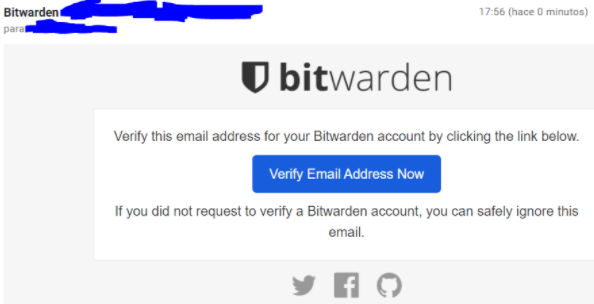 Bitwarden
17:56 (hace 0 minutos)
para
bitwarden
Verify this email address for your Bitwarden account by clicking the link below.
Verify Email Address Now
If you did not request to verify a Bitwarden account, you can safely ignore this
email.